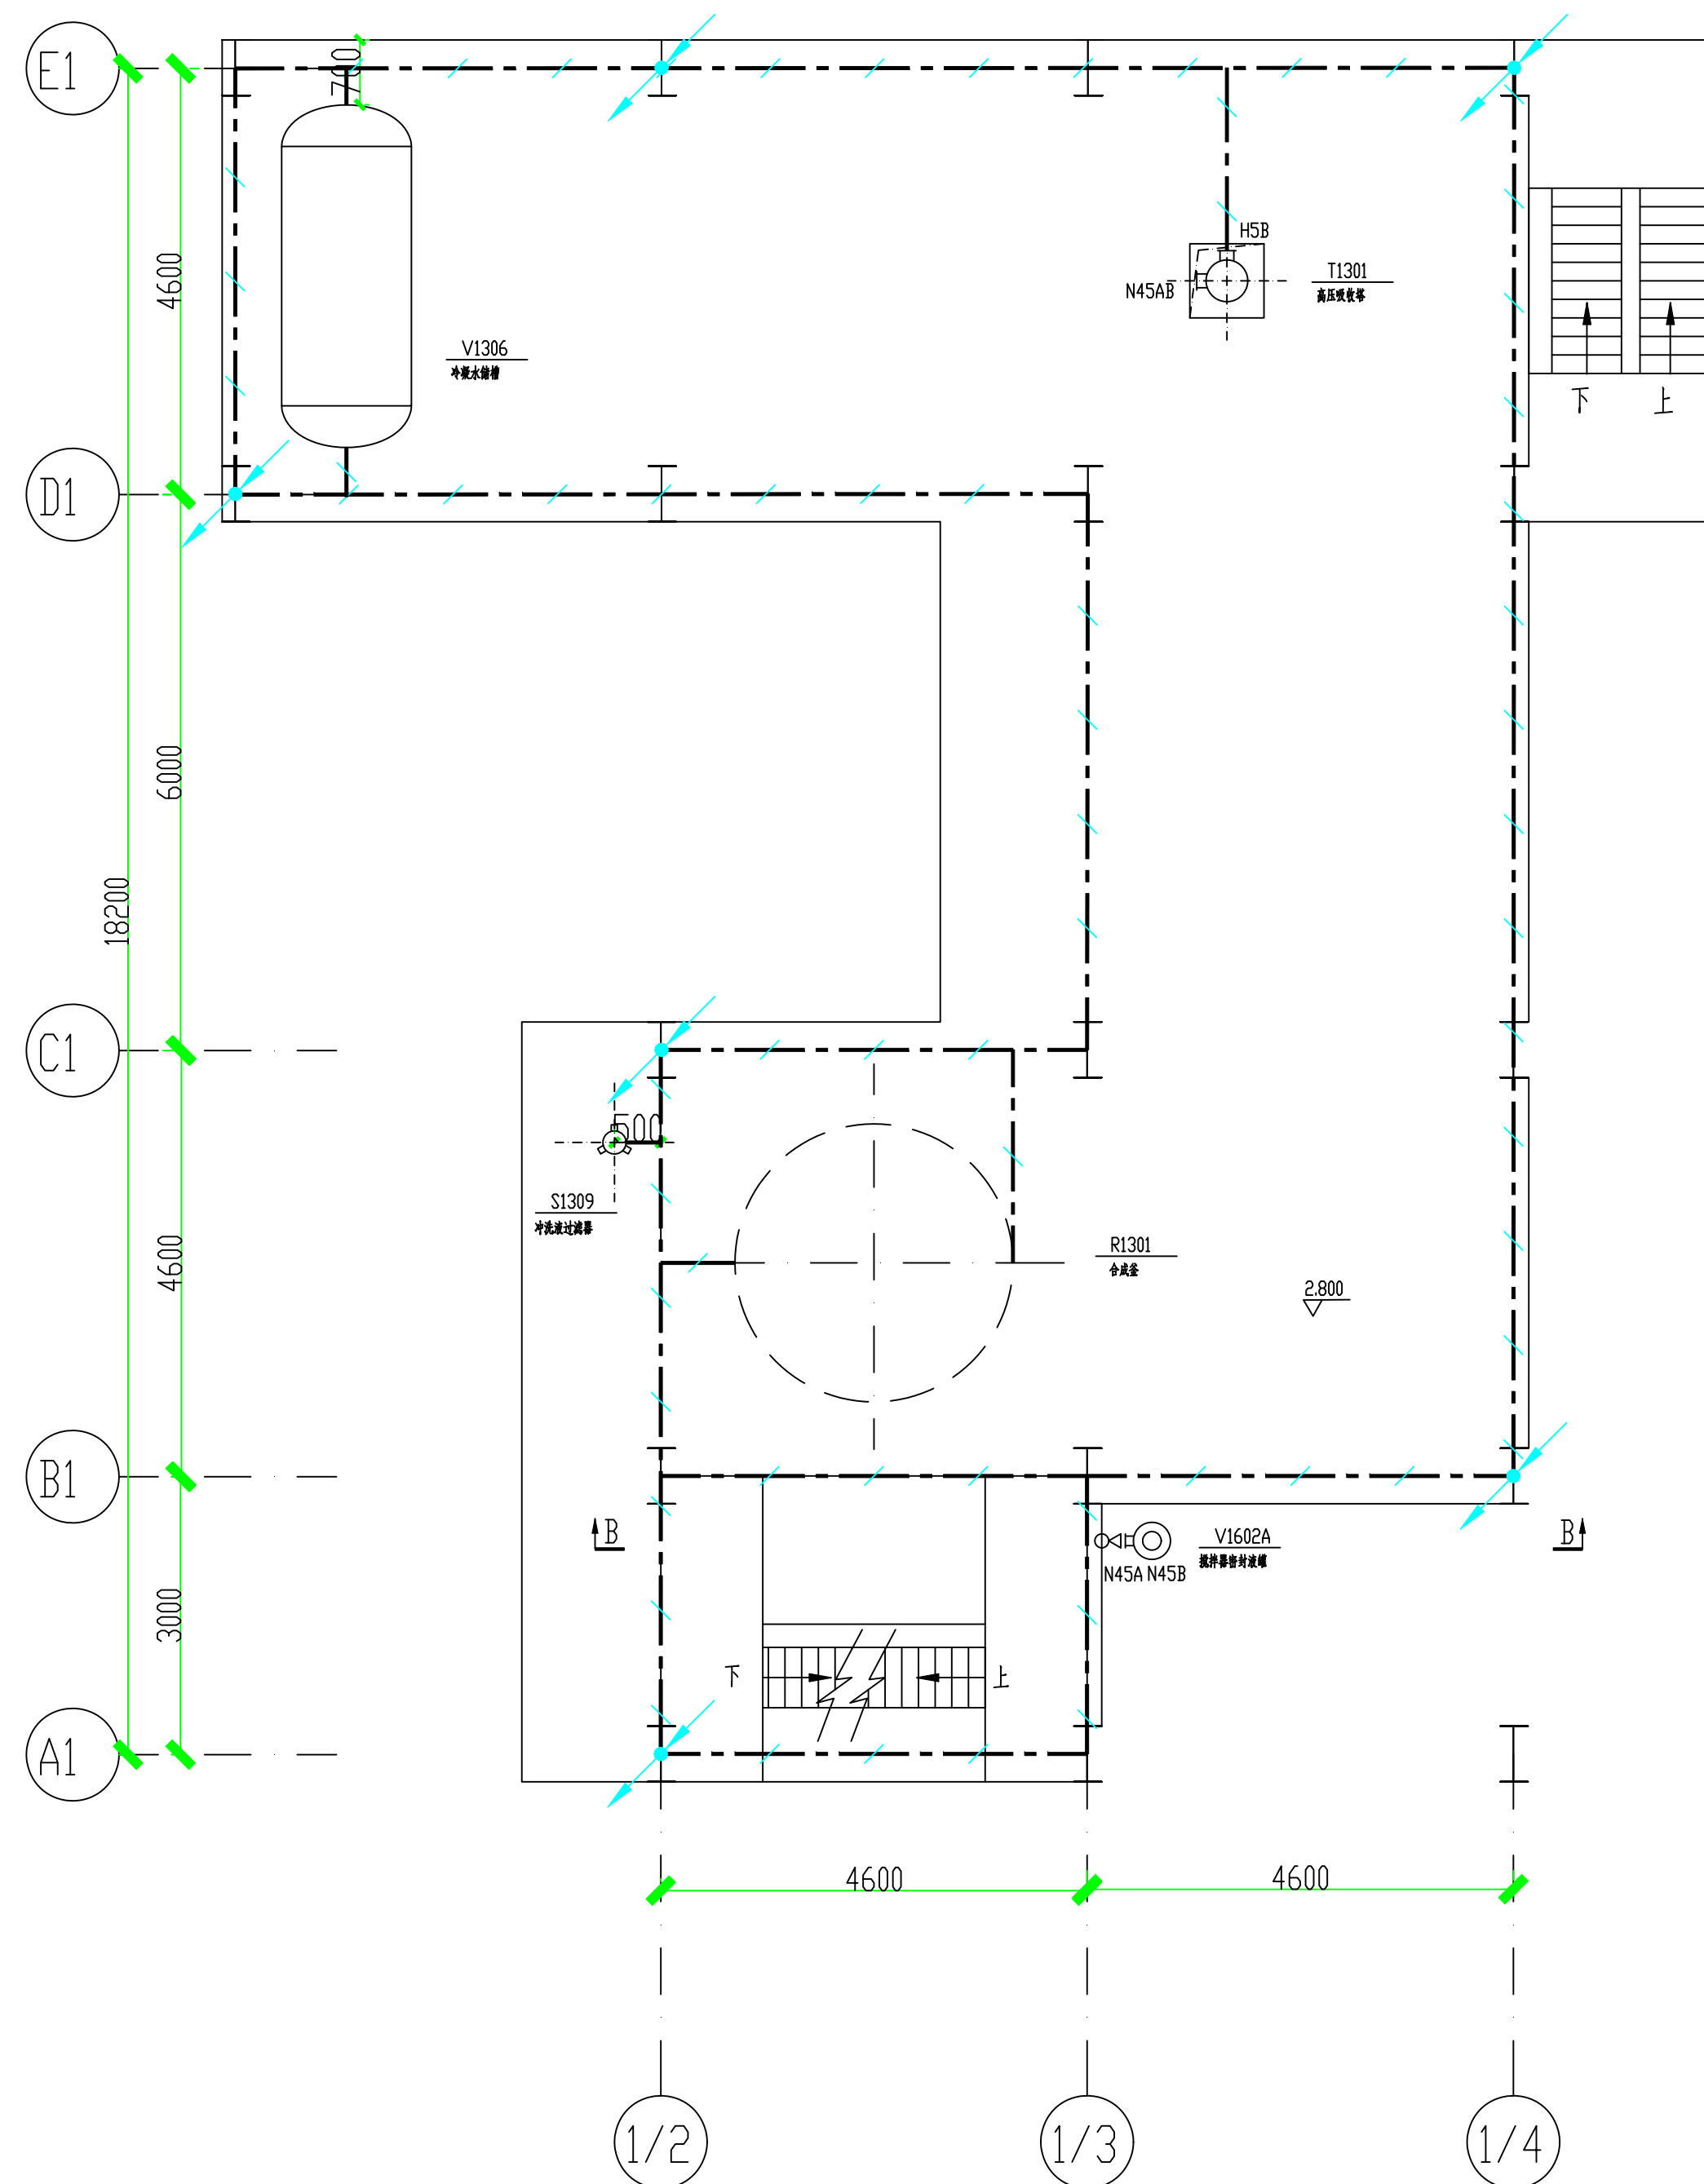 E1
700
H5B
T1301
高压吸收塔
N45AB
4600
V1306
冷凝水储槽
下
上
D1
6000
18200
C1
500
S1309
冲洗液过滤器
R1301
合成釜
4600
2.800
B1
B
V1602A
搅拌器密封液罐
B
N45A N45B
3000
下
上
A1
4600
4600
1/2
1/3
1/4